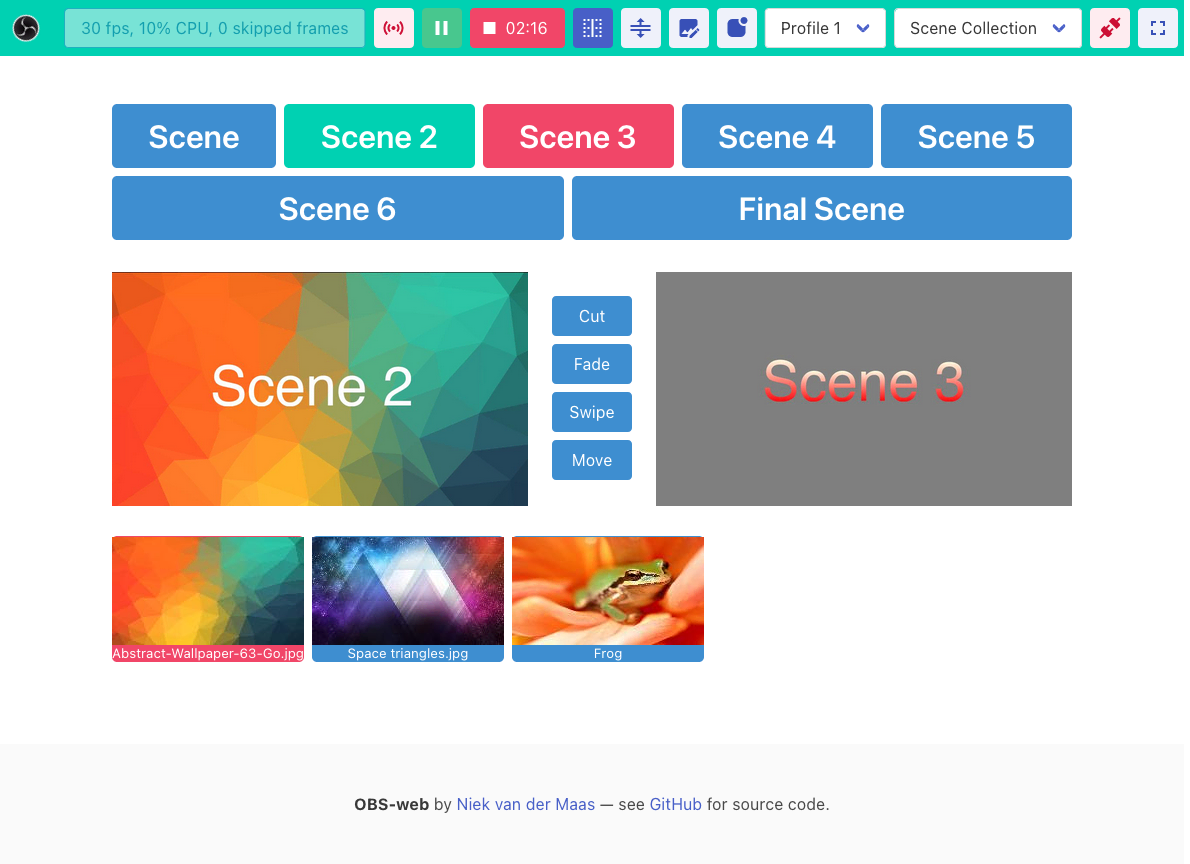 30 fps, 10% CPU, 0 skipped frames 02:16 Profile 1 Scene Collection
Scene Scene 2 Scene 3 Scene 4 Scene 5
Scene 6 Final Scene
Scene 2
Cut
Fade
Swipe
Move
Scene 3
Abstract-Wallpaper-63-Go.jpg Space triangles.jpg Frog
OBS-web by Niek van der Maas — see GitHub for source code.